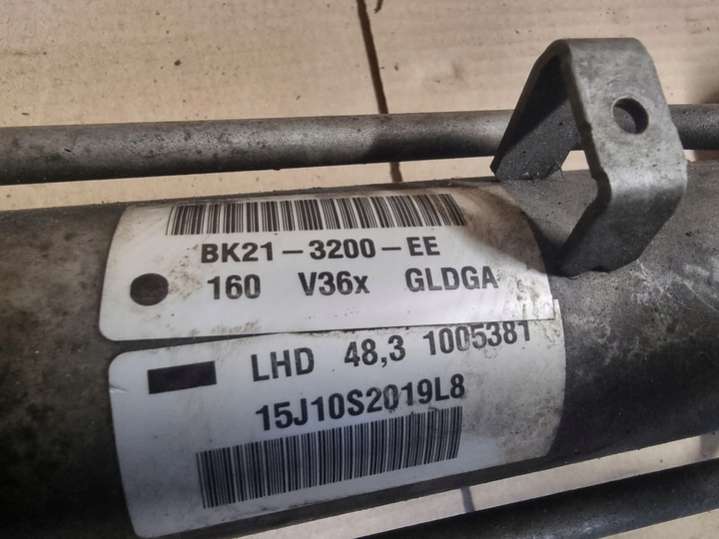 BK21-3200-EE
160 V36x GLDGA
LHD 48,3 1005381
15J10S2019L8